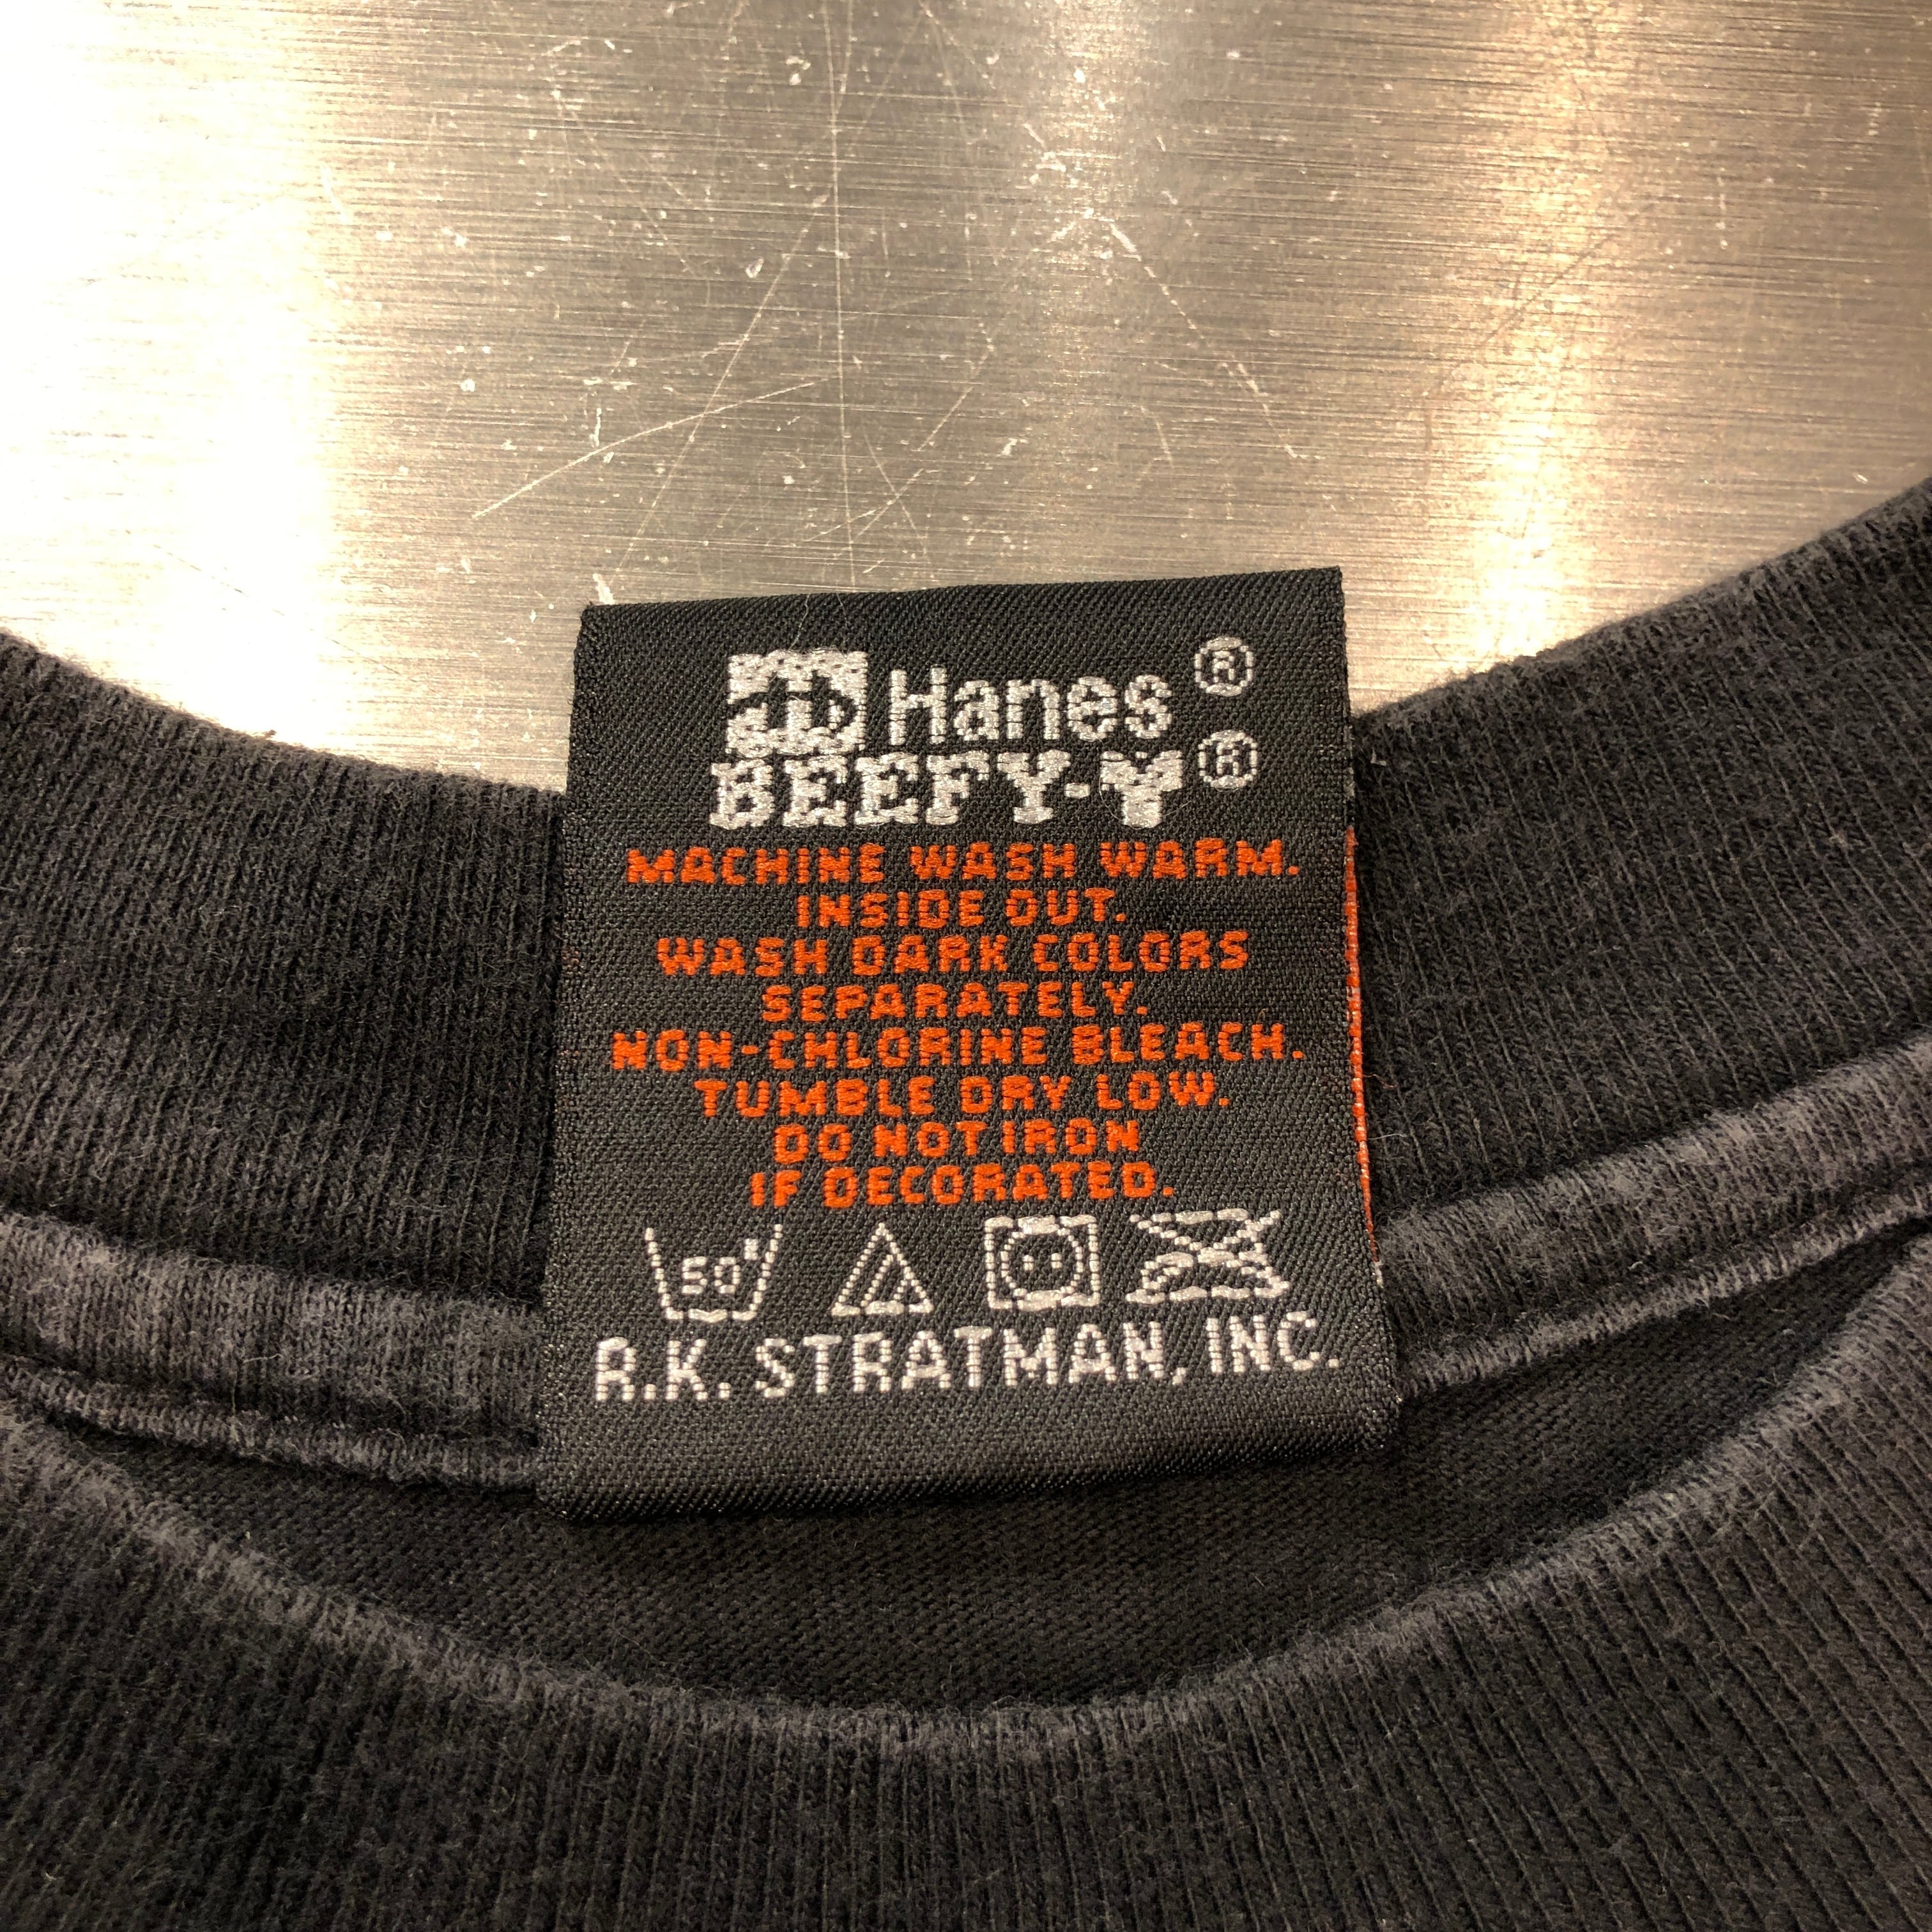 Hanes®
BEEFY-T®
MACHINE WASH WARM.
INSIDE OUT.
WASH DARK COLORS
SEPARATELY.
NON-CHLORINE BLEACH.
TUMBLE DRY LOW.
DO NOT IRON
IF DECORATED.
50°
R.K. STRATMAN, INC.